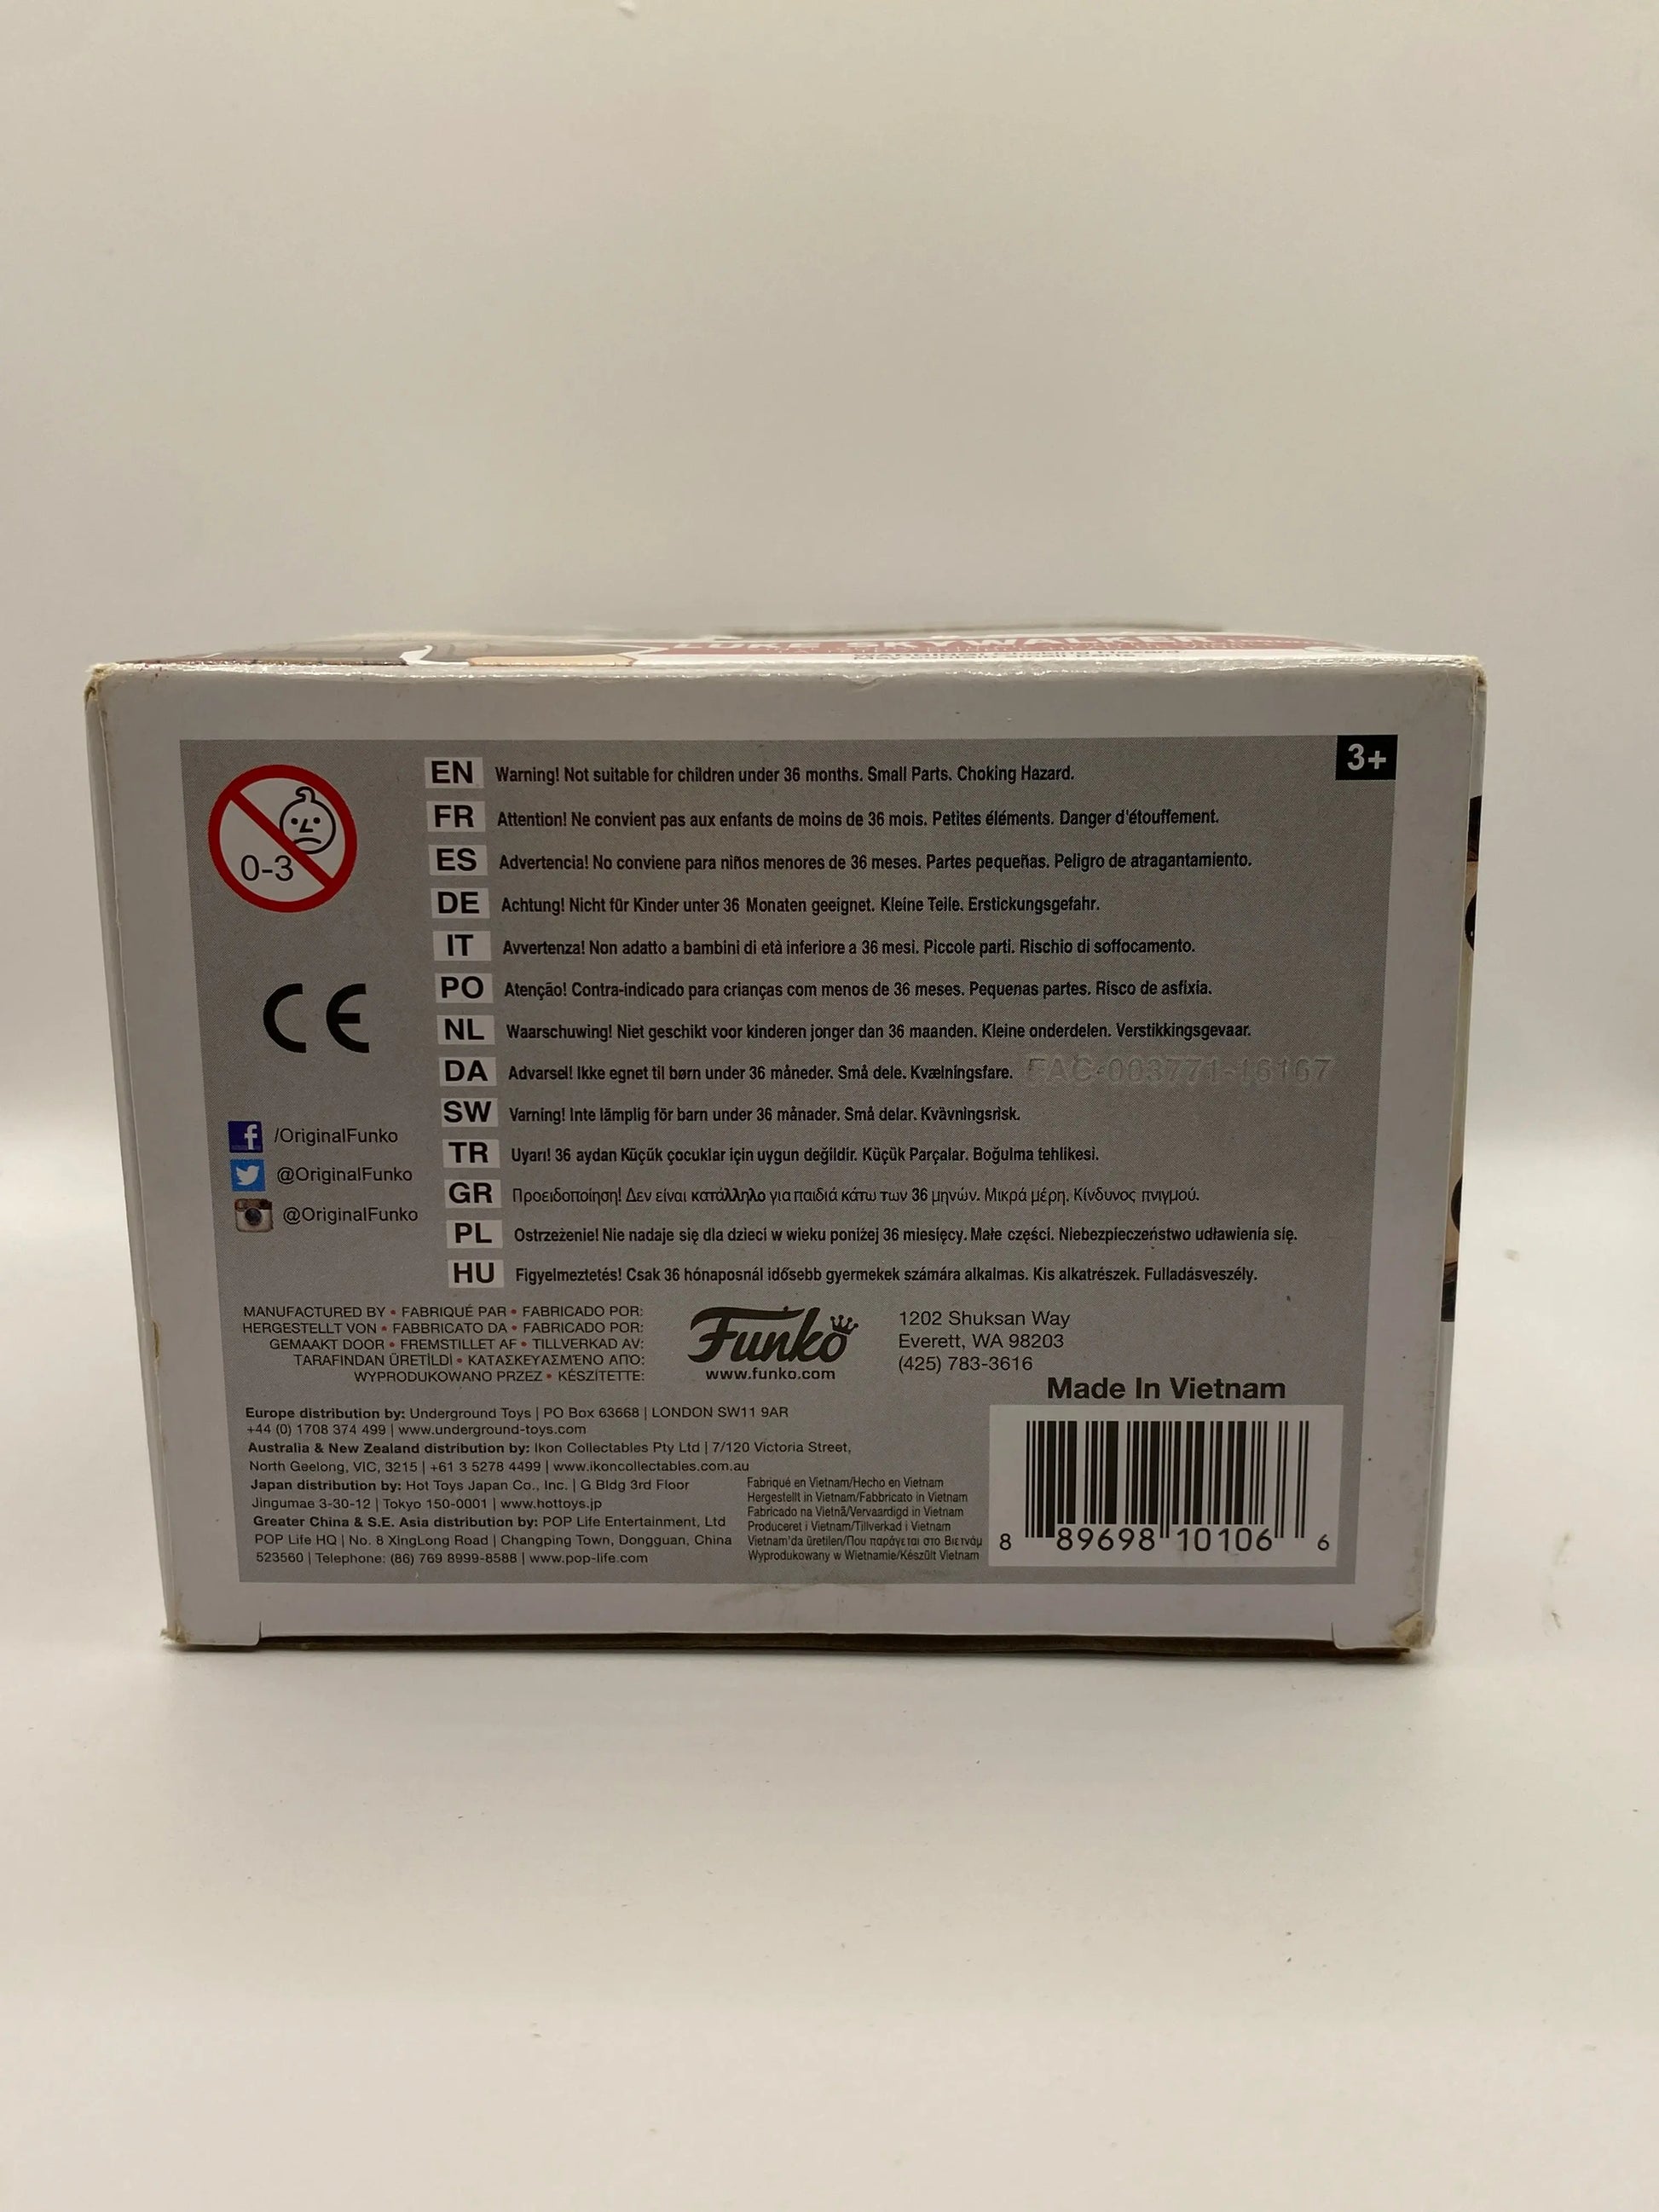 LUKE SKYWALKER
3+
0-3
EN Warning! Not suitable for children under 36 months. Small Parts. Choking Hazard.
FR Attention! Ne convient pas aux enfants de moins de 36 mois. Petites éléments. Danger d'étouffement.
ES Advertencia! No conviene para niños menores de 36 meses. Partes pequeñas. Peligro de atragantamiento.
DE Achtung! Nicht für Kinder unter 36 Monaten geeignet. Kleine Teile. Erstickungsgefahr.
IT Avvertenza! Non adatto a bambini di età inferiore a 36 mesi. Piccole parti. Rischio di soffocamento.
PO Atenção! Contra-indicado para crianças com menos de 36 meses. Pequenas partes. Risco de asfixia.
NL Waarschuwing! Niet geschikt voor kinderen jonger dan 36 maanden. Kleine onderdelen. Verstikkingsgevaar.
DA Advarsel! Ikke egnet til børn under 36 måneder. Små dele. Kvælningsfare. FAC-003771-16167
SW Varning! Inte lämplig för barn under 36 månader. Små delar. Kvävningsrisk.
TR Uyarı! 36 aydan Küçük çocuklar için uygun değildir. Küçük Parçalar. Boğulma tehlikesi.
GR Προειδοποίηση! Δεν είναι κατάλληλο για παιδιά κάτω των 36 μηνών. Μικρά μέρη. Κίνδυνος πνιγμού.
PL Ostrzeżenie! Nie nadaje się dla dzieci w wieku poniżej 36 miesięcy. Małe części. Niebezpieczeństwo udławienia się.
HU Figyelmeztetés! Csak 36 hónaposnál idősebb gyermekek számára alkalmas. Kis alkatrészek. Fulladásveszély.
CE
/OriginalFunko
@OriginalFunko
@OriginalFunko
MANUFACTURED BY • FABRIQUÉ PAR • FABRICADO POR:
HERGESTELLT VON • FABBRICATO DA • FABRICADO POR:
GEMAAKT DOOR • FREMSTILLET AF • TILLVERKAD AV:
TARAFINDAN ÜRETİLDİ • ΚΑΤΑΣΚΕΥΑΣΜΈΝΟ ΑΠΌ:
WYPRODUKOWANO PRZEZ • KÉSZÍTETTE:
Funko
www.funko.com
1202 Shuksan Way
Everett, WA 98203
(425) 783-3616
Made In Vietnam
Europe distribution by: Underground Toys | PO Box 63668 | LONDON SW11 9AR
+44 (0) 1708 374 499 | www.underground-toys.com
Australia & New Zealand distribution by: Ikon Collectables Pty Ltd | 7/120 Victoria Street,
North Geelong, VIC, 3215 | +61 3 5278 4499 | www.ikoncollectables.com.au
Japan distribution by: Hot Toys Japan Co., Inc. | G Bldg 3rd Floor
Jingumae 3-30-12 | Tokyo 150-0001 | www.hottoys.jp
Greater China & S.E. Asia distribution by: POP Life Entertainment, Ltd
POP Life HQ | No. 8 XingLong Road | Changping Town, Dongguan, China
523560 | Telephone: (86) 769 8999-8588 | www.pop-life.com
Fabriqué en Vietnam/Hecho en Vietnam
Hergestellt in Vietnam/Fabbricato in Vietnam
Fabricado na Vietnã/Vervaardigd in Vietnam
Produceret i Vietnam/Tillverkad i Vietnam
Vietnam'da üretilen/Που παράγεται στο Βιετνάμ
Wyprodukowany w Wietnamie/Készült Vietnam
8 89698 10106 6